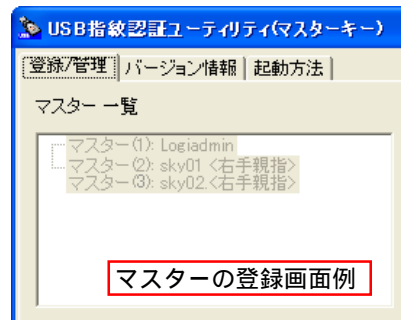 USB指紋認証ユーティリティ(マスターキー)
登録/管理 バージョン情報 起動方法
マスター 一覧
マスター(1): Logiadmin
マスター(2): sky01 <右手親指>
マスター(3): sky02.<右手親指>
マスターの登録画面例